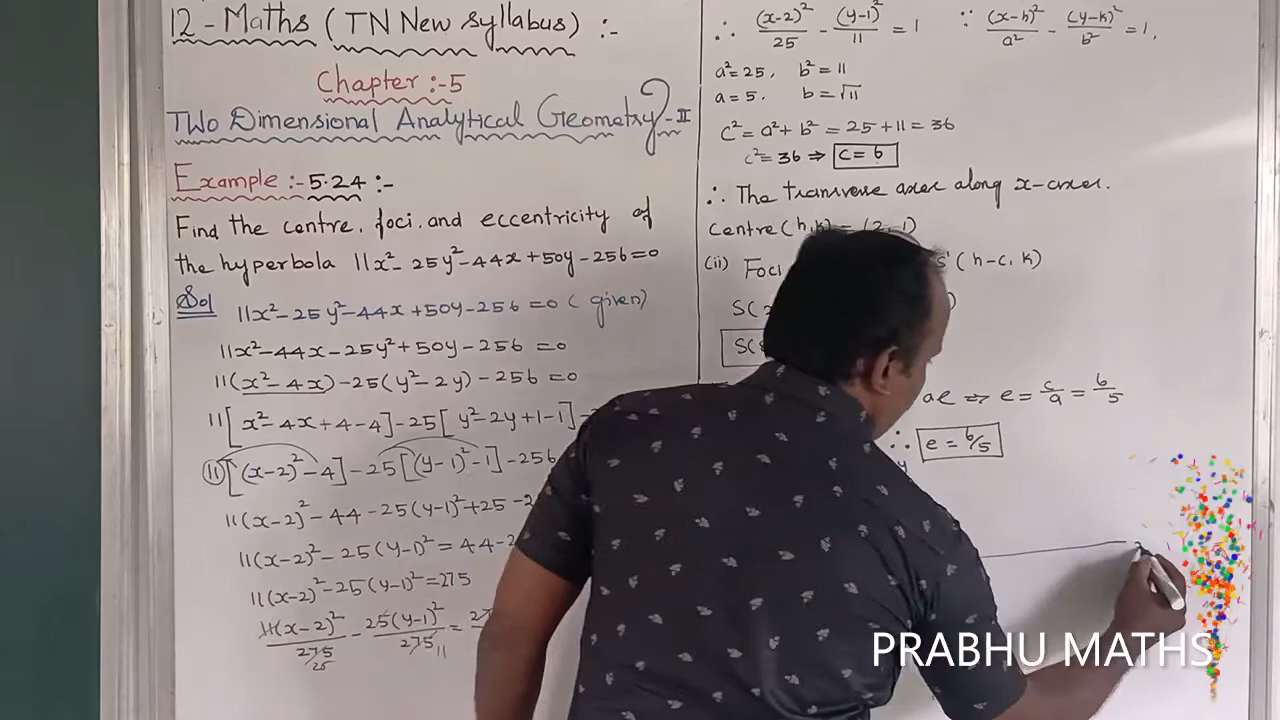 12 - Maths ( TN New syllabus) :-
Chapter :- 5
Two Dimensional Analytical Geometry - II
Example :- 5.24 :-
Find the centre, foci, and eccentricity of
the hyperbola 11x² - 25y² - 44x + 50y - 256 = 0
Sol
11x² - 25y² - 44x + 50y - 256 = 0 ( given)
11x² - 44x - 25y² + 50y - 256 = 0
11(x² - 4x) - 25(y² - 2y) - 256 = 0
11[x² - 4x + 4 - 4] - 25[y² - 2y + 1 - 1] -
11[(x-2)² - 4] - 25[(y-1)² - 1] - 256
11(x-2)² - 44 - 25(y-1)² + 25 - 2
11(x-2)² - 25(y-1)² = 44 - 2
11(x-2)² - 25(y-1)² = 275
11(x-2)²/275 - 25(y-1)²/275 =
25 11
∴ (x-2)²/25 - (y-1)²/11 = 1 ∵ (x-h)²/a² - (y-k)²/b² = 1,
a² = 25, b² = 11
a = 5, b = √11
c² = a² + b² = 25 + 11 = 36
c² = 36 ⇒ c = 6
∴ The transverse axes along x-axes.
Centre (h,k) = (2,1)
(ii) Foci S' (h-c, k)
S(2 )
S(
ae ⇒ e = c/a = 6/5
∴ e = 6/5
y
PRABHU MATHS